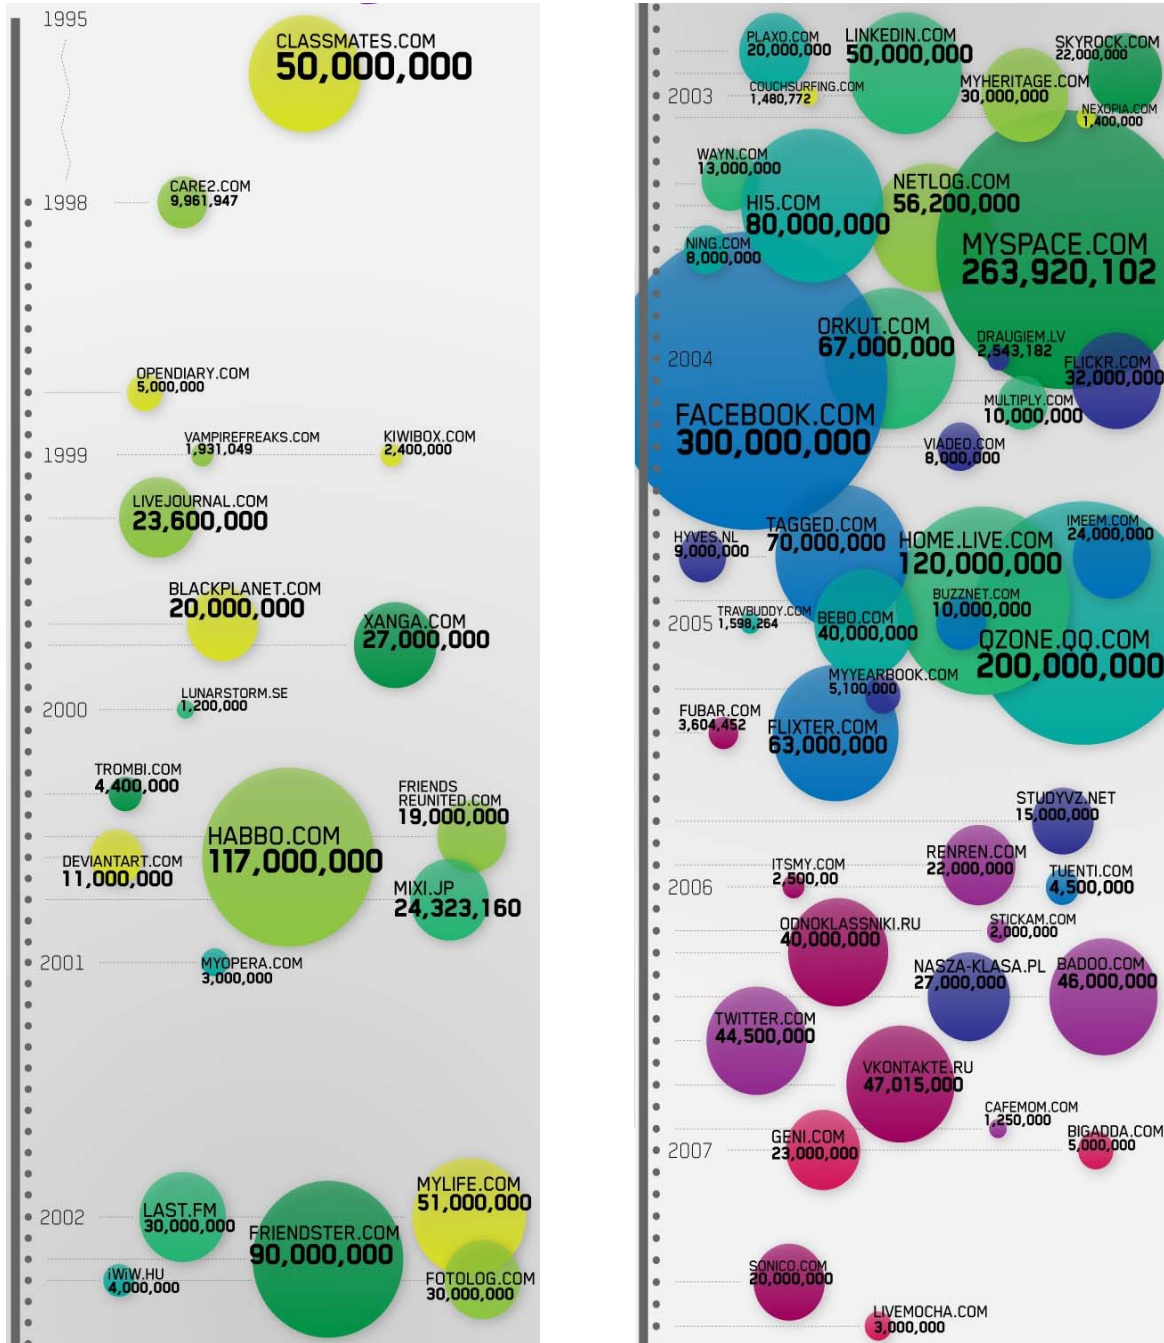 1995
CLASSMATES.COM
50,000,000
CARE2.COM
9,961,947
1998
OPENDIARY.COM
5,000,000
VAMPIREFREAKS.COM
1,931,049
KIWIBOX.COM
2,400,000
1999
LIVEJOURNAL.COM
23,600,000
BLACKPLANET.COM
20,000,000
XANGA.COM
27,000,000
LUNARSTORM.SE
1,200,000
2000
TROMBI.COM
4,400,000
FRIENDS
REUNITED.COM
19,000,000
HABBO.COM
117,000,000
DEVIANTART.COM
11,000,000
MIXI.JP
24,323,160
MYOPERA.COM
3,000,000
2001
MYLIFE.COM
51,000,000
LAST.FM
30,000,000
2002
FRIENDSTER.COM
90,000,000
iWiW.HU
4,000,000
FOTOLOG.COM
30,000,000
PLAXO.COM
20,000,000
LINKEDIN.COM
50,000,000
SKYROCK.COM
22,000,000
COUCHSURFING.COM
1,480,772
MYHERITAGE.COM
30,000,000
2003
NEXOPIA.COM
1,400,000
WAYN.COM
13,000,000
HI5.COM
80,000,000
NETLOG.COM
56,200,000
NING.COM
8,000,000
MYSPACE.COM
263,920,102
ORKUT.COM
67,000,000
DRAUGIEM.LV
2,543,182
2004
FLICKR.COM
32,000,000
FACEBOOK.COM
300,000,000
MULTIPLY.COM
10,000,000
VIADEO.COM
8,000,000
HYVES.NL
9,000,000
TAGGED.COM
70,000,000
HOME.LIVE.COM
120,000,000
IMEEM.COM
24,000,000
TRAVBUDDY.COM
1,598,264
BEBO.COM
40,000,000
BUZZNET.COM
10,000,000
2005
QZONE.QQ.COM
200,000,000
MYYEARBOOK.COM
5,100,000
FUBAR.COM
3,604,452
FLIXTER.COM
63,000,000
STUDYVZ.NET
15,000,000
RENREN.COM
22,000,000
ITSMY.COM
2,500,00
TUENTI.COM
4,500,000
2006
ODNOKLASSNIKI.RU
40,000,000
STICKAM.COM
2,000,000
NASZA-KLASA.PL
27,000,000
BADOO.COM
46,000,000
TWITTER.COM
44,500,000
VKONTAKTE.RU
47,015,000
CAFEMOM.COM
1,250,000
GENI.COM
23,000,000
BIGADDA.COM
5,000,000
2007
SONICO.COM
20,000,000
LIVEMOCHA.COM
3,000,000